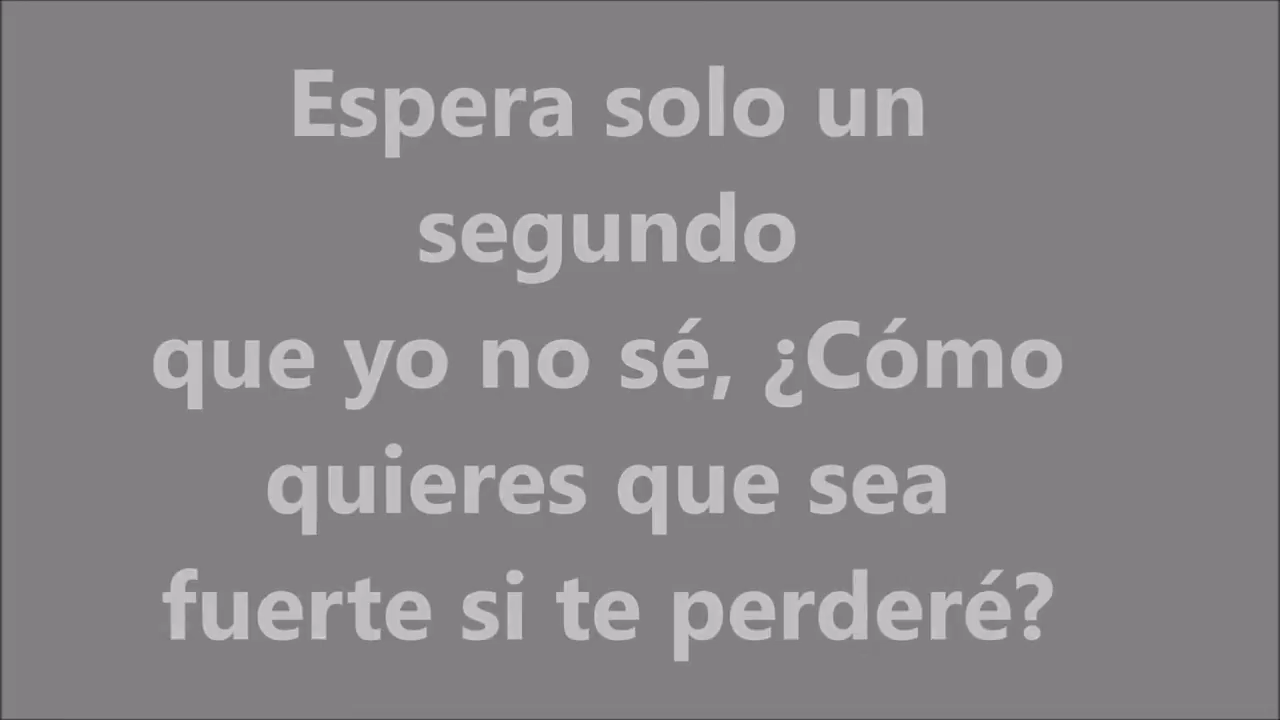 Espera solo un
segundo
que yo no sé, ¿Cómo
quieres que sea
fuerte si te perderé?